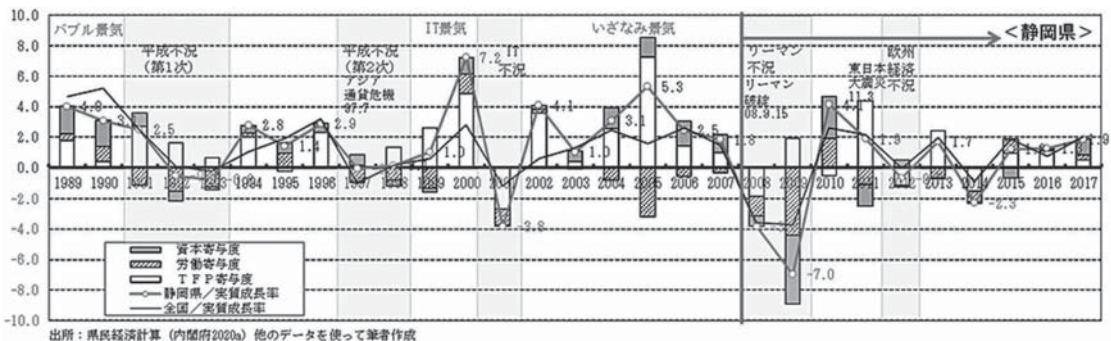 8.0
6.0
4.0
2.0
0.0
-2.0
-4.0
-6.0
-8.0
-10.0
バブル景気
平成不況
(第1次)
平成不況
(第2次)
アジア
通貨危機
97.7
IT景気
IT
不況
いざなみ景気
リーマン
不況
リーマン
破綻
08.9.15
東日本
大震災
11.3
欧州
経済
不況
<静岡県>
2.5
2.8
1.4
2.9
1.0
7.2
-3.8
4.1
1.0
3.1
5.3
2.5
1.8
-7.0
1.9
1.7
-2.3
1.9
1989 1990 1991 1992 1993 1994 1995 1996 1997 1998 1999 2000 2001 2002 2003 2004 2005 2006 2007 2008 2009 2010 2011 2012 2013 2014 2015 2016 2017
資本寄与度
労働寄与度
TFP寄与度
静岡県/実質成長率
全国/実質成長率
出所：県民経済計算（内閣府2020a）他のデータを使って筆者作成